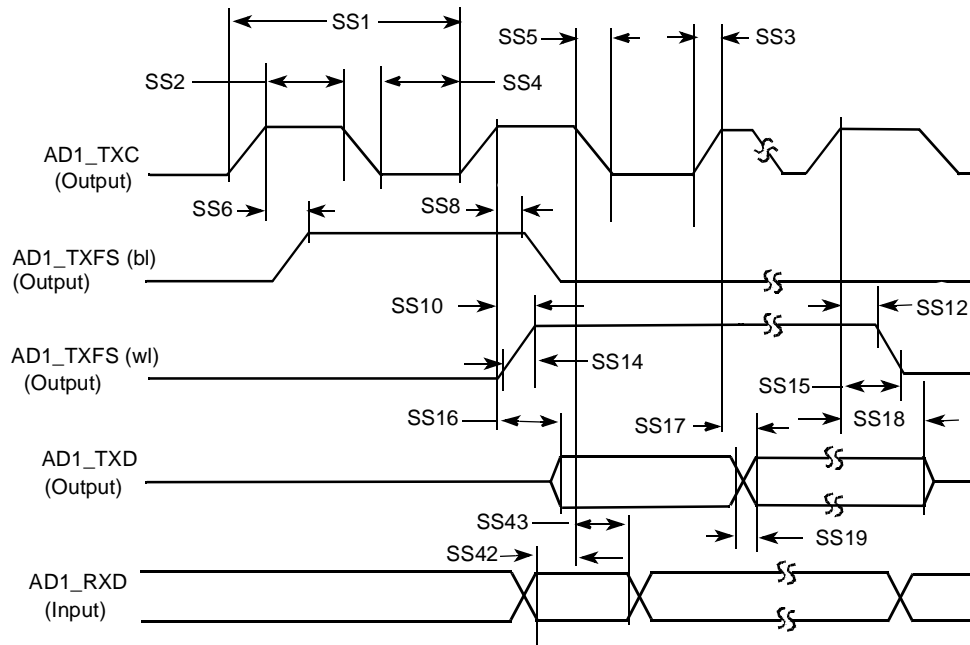 SS1
SS5
SS3
SS2
SS4
AD1_TXC
(Output)
SS6
SS8
AD1_TXFS (bl)
(Output)
SS10
SS12
AD1_TXFS (wl)
(Output)
SS14
SS15
SS16
SS17
SS18
AD1_TXD
(Output)
SS43
SS19
SS42
AD1_RXD
(Input)